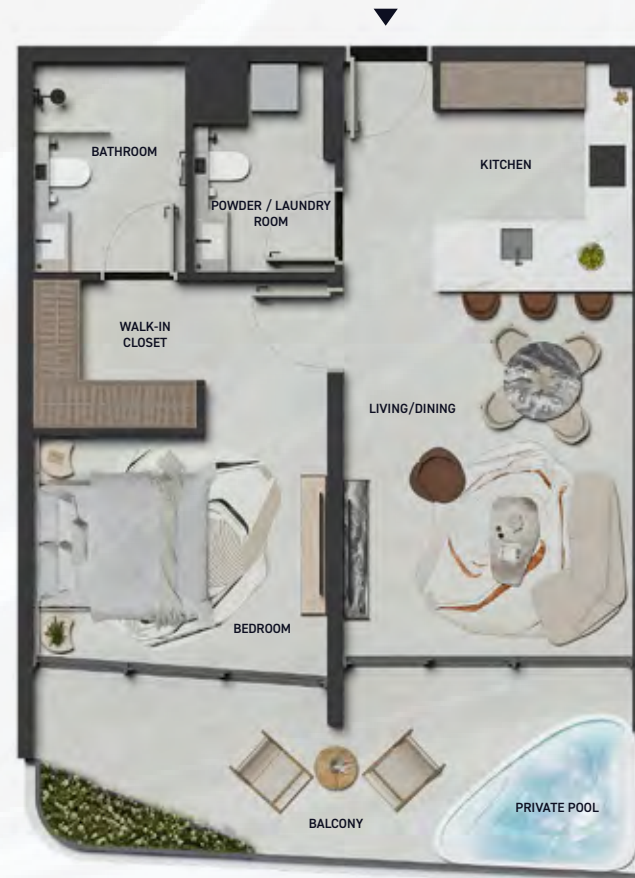 BATHROOM
KITCHEN
POWDER / LAUNDRY
ROOM
WALK-IN
CLOSET
LIVING/DINING
BEDROOM
PRIVATE POOL
BALCONY